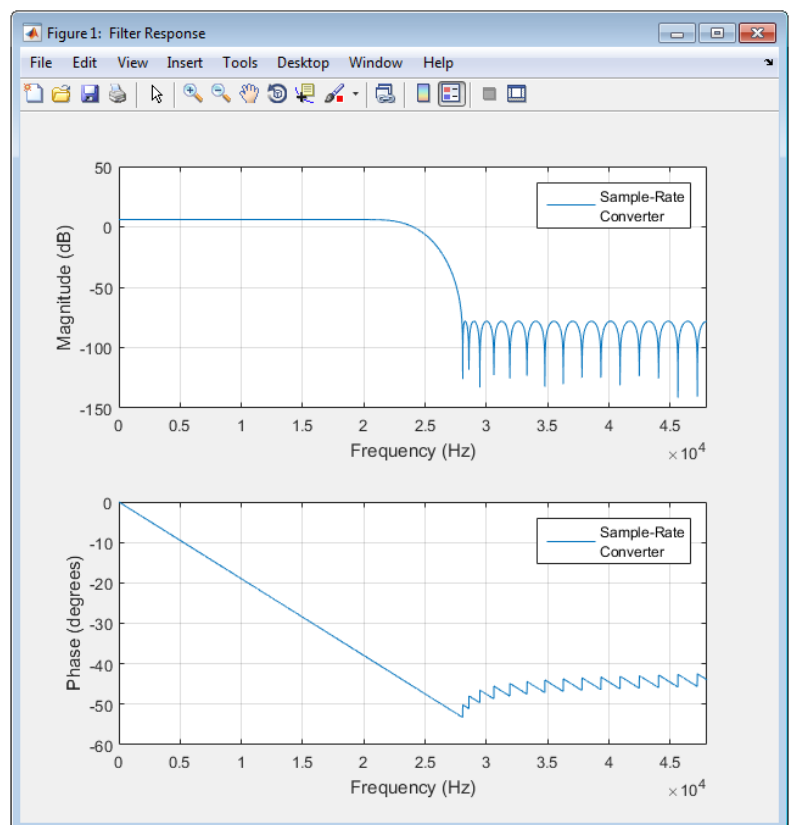 Figure 1: Filter Response
File Edit View Insert Tools Desktop Window Help
50
0
-50
-100
-150
Magnitude (dB)
Sample-Rate
Converter
0 0.5 1 1.5 2 2.5 3 3.5 4 4.5
Frequency (Hz)
×10^4
0
-10
-20
-30
-40
-50
-60
Phase (degrees)
Sample-Rate
Converter
0 0.5 1 1.5 2 2.5 3 3.5 4 4.5
Frequency (Hz)
×10^4